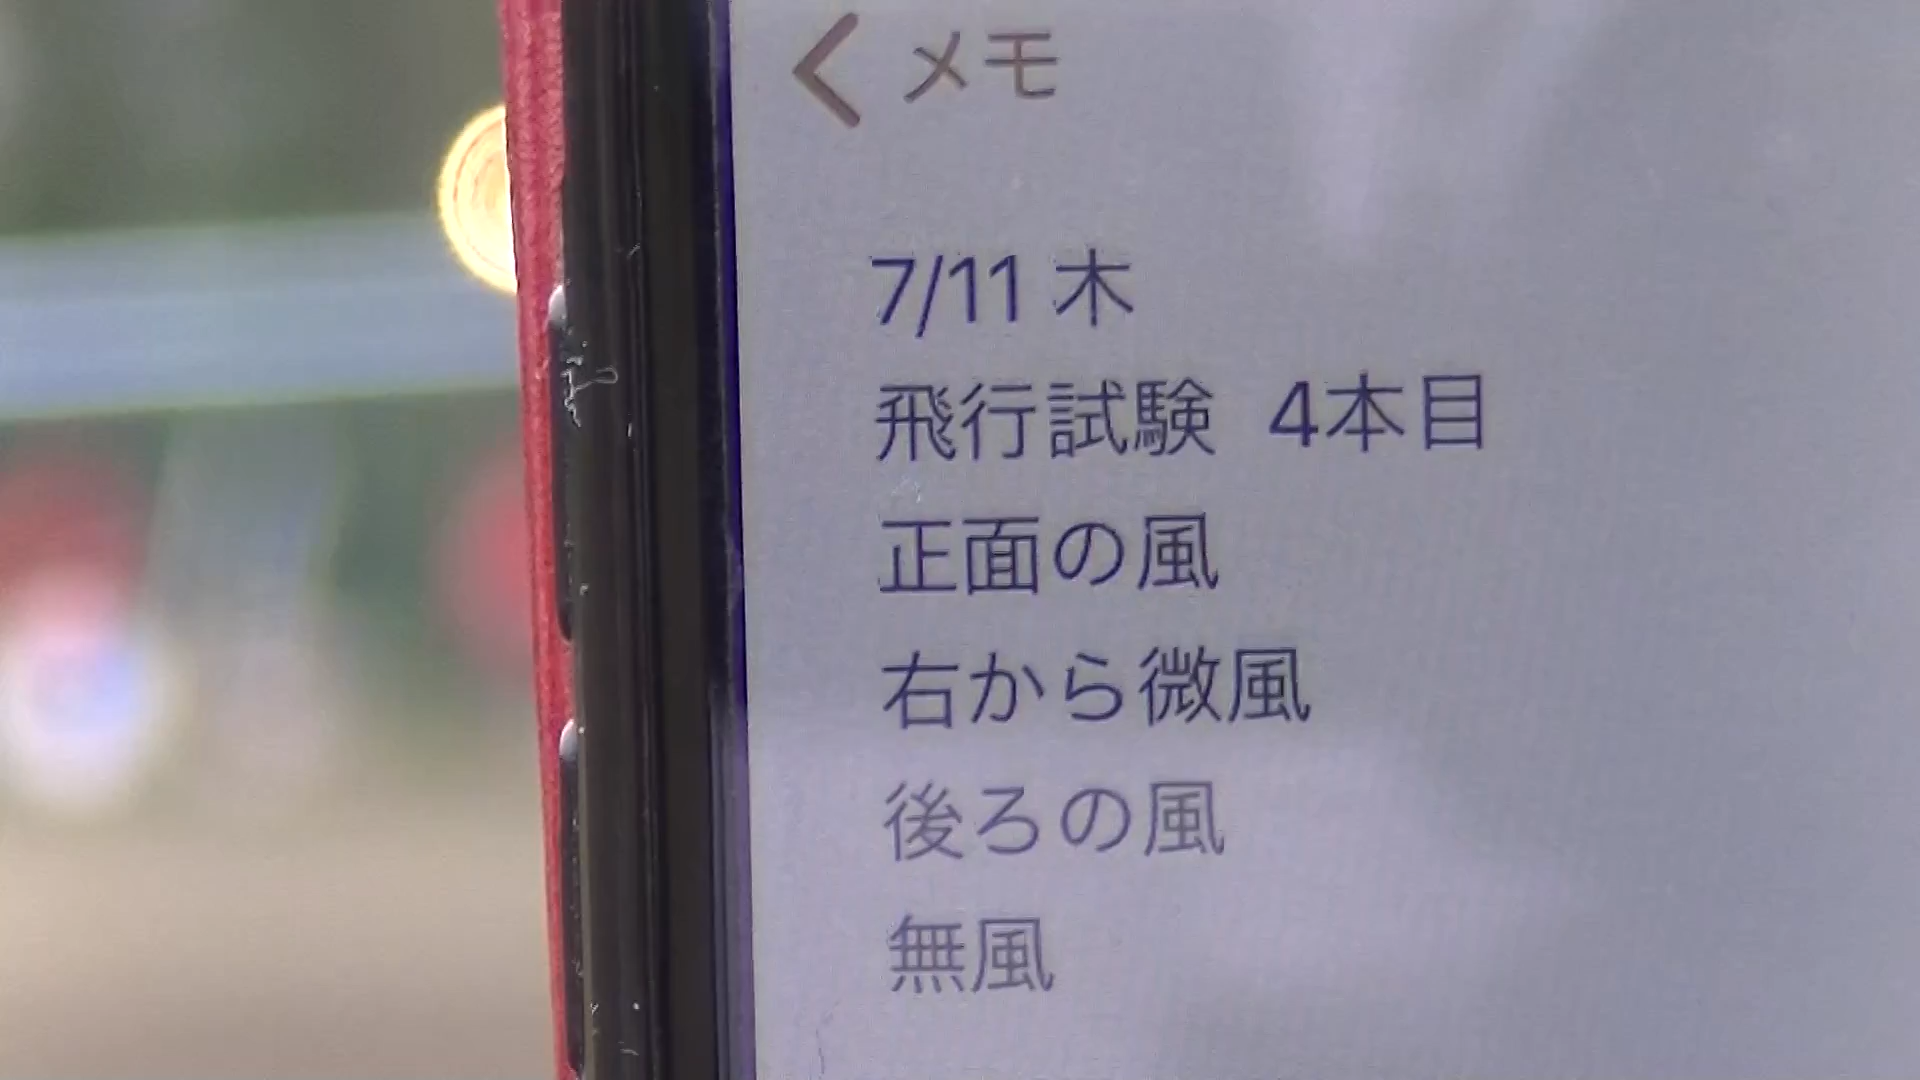 メモ
7/11 木
飛行試験 4本目
正面の風
右から微風
後ろの風
無風